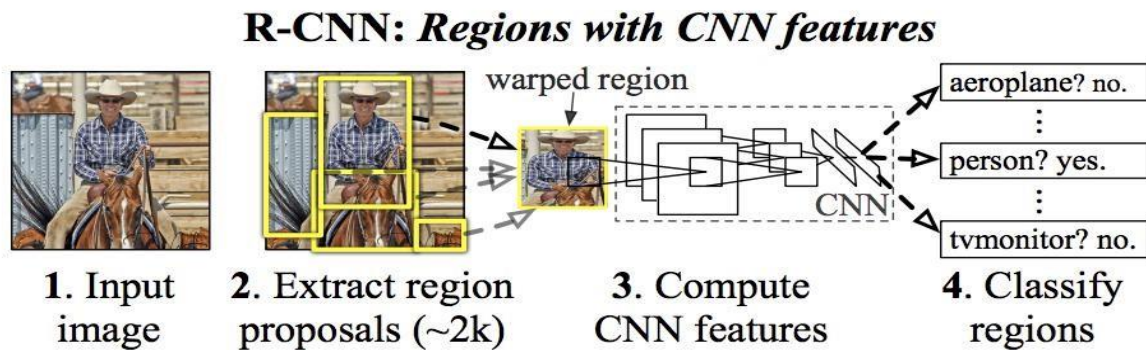 R-CNN: Regions with CNN features
warped region
aeroplane? no.
⋮
person? yes.
⋮
tvmonitor? no.
CNN
1. Input
image
2. Extract region
proposals (~2k)
3. Compute
CNN features
4. Classify
regions